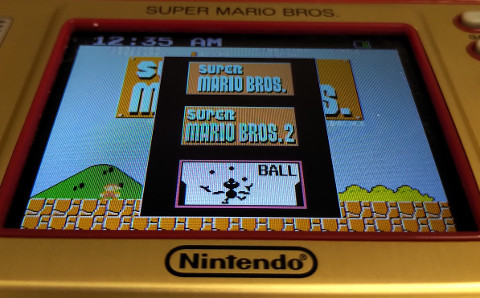 SUPER MARIO BROS.
12:35 AM
SUPER
MARIO BROS.
SUPER
MARIO BROS. 2
BALL
Nintendo®